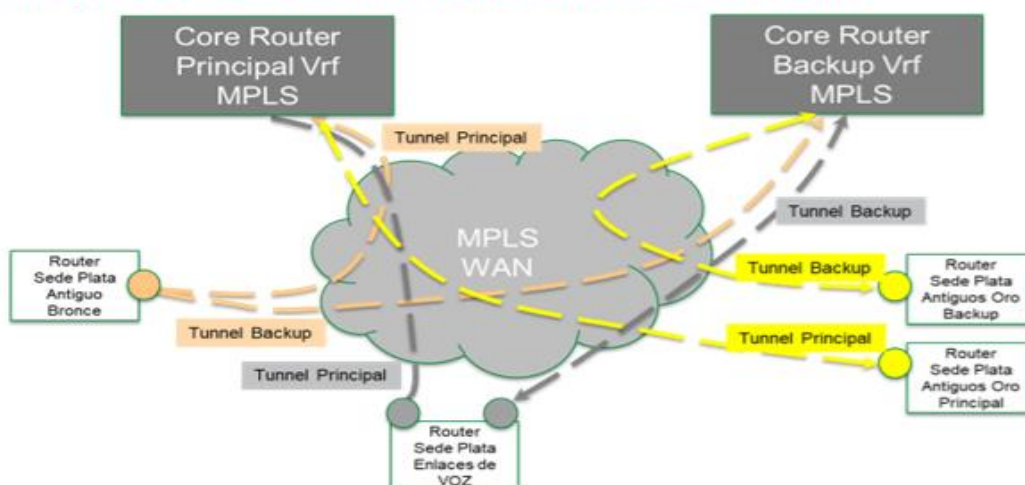 Core Router
Principal Vrf
MPLS
Core Router
Backup Vrf
MPLS
Tunnel Principal
Tunnel Backup
MPLS
WAN
Router
Sede Plata
Antiguo
Bronce
Tunnel Backup
Router
Sede Plata
Antiguos Oro
Backup
Tunnel Backup
Tunnel Principal
Tunnel Principal
Router
Sede Plata
Antiguos Oro
Principal
Router
Sede Plata
Enlaces de
VOZ